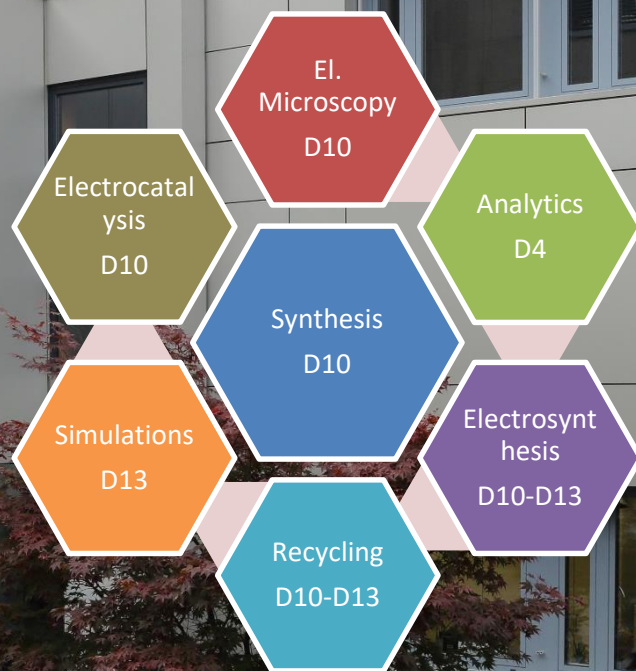 El.
Microscopy
D10
Electrocatal
ysis
D10
Analytics
D4
Synthesis
D10
Simulations
D13
Electrosynt
hesis
D10-D13
Recycling
D10-D13